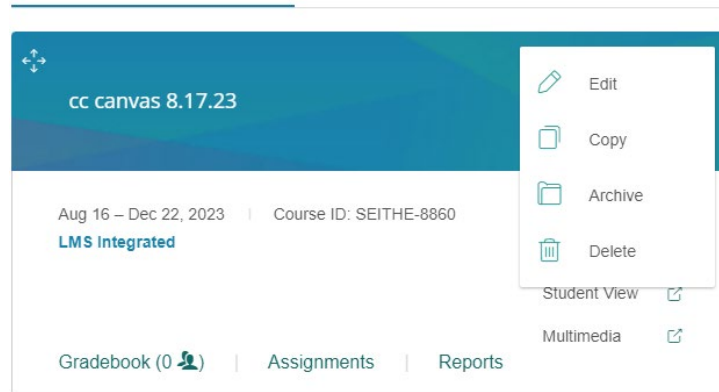 cc canvas 8.17.23
Edit
Copy
Archive
Delete
Aug 16 – Dec 22, 2023 | Course ID: SEITHE-8860
LMS Integrated
Student View
Multimedia
Gradebook (0 ) | Assignments | Reports